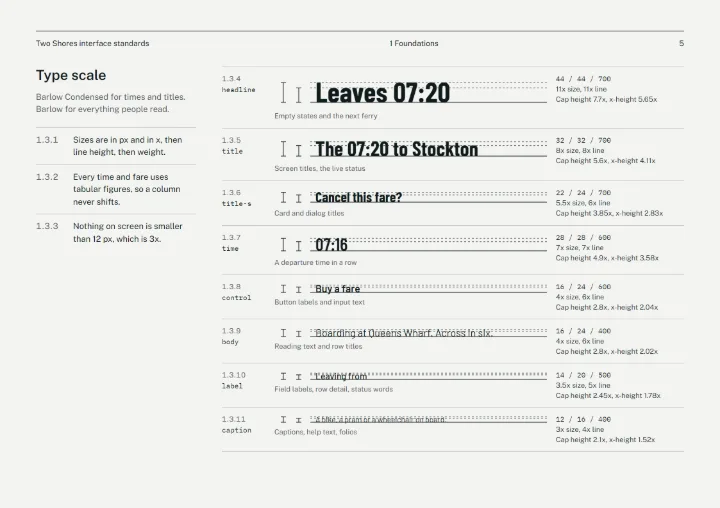 Two Shores interface standards
1 Foundations
5
Type scale
Barlow Condensed for times and titles.
Barlow for everything people read.
1.3.1 Sizes are in px and in x, then
line height, then weight.
1.3.2 Every time and fare uses
tabular figures, so a column
never shifts.
1.3.3 Nothing on screen is smaller
than 12 px, which is 3x.
1.3.4
headline
Leaves 07:20
Empty states and the next ferry
44 / 44 / 700
11x size, 11x line
Cap height 7.7x, x-height 5.65x
1.3.5
title
The 07:20 to Stockton
Screen titles, the live status
32 / 32 / 700
8x size, 8x line
Cap height 5.6x, x-height 4.11x
1.3.6
title-s
Cancel this fare?
Card and dialog titles
22 / 24 / 700
5.5x size, 6x line
Cap height 3.85x, x-height 2.83x
1.3.7
time
07:16
A departure time in a row
28 / 28 / 600
7x size, 7x line
Cap height 4.9x, x-height 3.58x
1.3.8
control
Buy a fare
Button labels and input text
16 / 24 / 600
4x size, 6x line
Cap height 2.8x, x-height 2.04x
1.3.9
body
Boarding at Queens Wharf. Across in six.
Reading text and row titles
16 / 24 / 400
4x size, 6x line
Cap height 2.8x, x-height 2.02x
1.3.10
label
Leaving from
Field labels, row detail, status words
14 / 20 / 500
3.5x size, 5x line
Cap height 2.45x, x-height 1.78x
1.3.11
caption
A bike, a pram or a wheelchair on board.
Captions, help text, folios
12 / 16 / 400
3x size, 4x line
Cap height 2.1x, x-height 1.52x